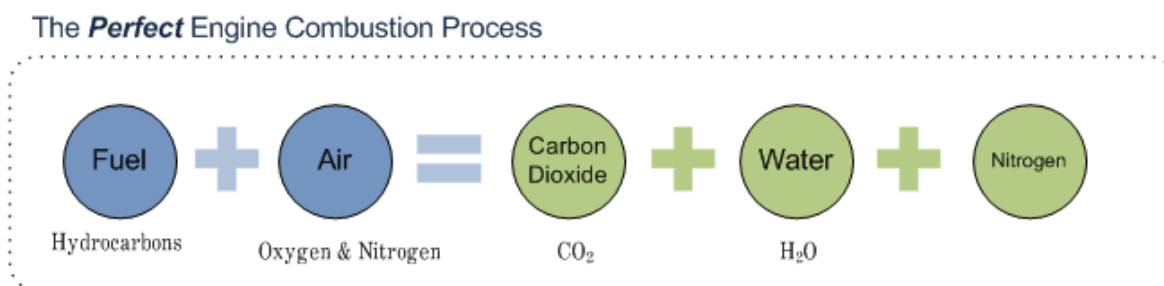 The Perfect Engine Combustion Process
Fuel
Air
Carbon
Dioxide
Water
Nitrogen
Hydrocarbons
Oxygen & Nitrogen
CO₂
H₂O